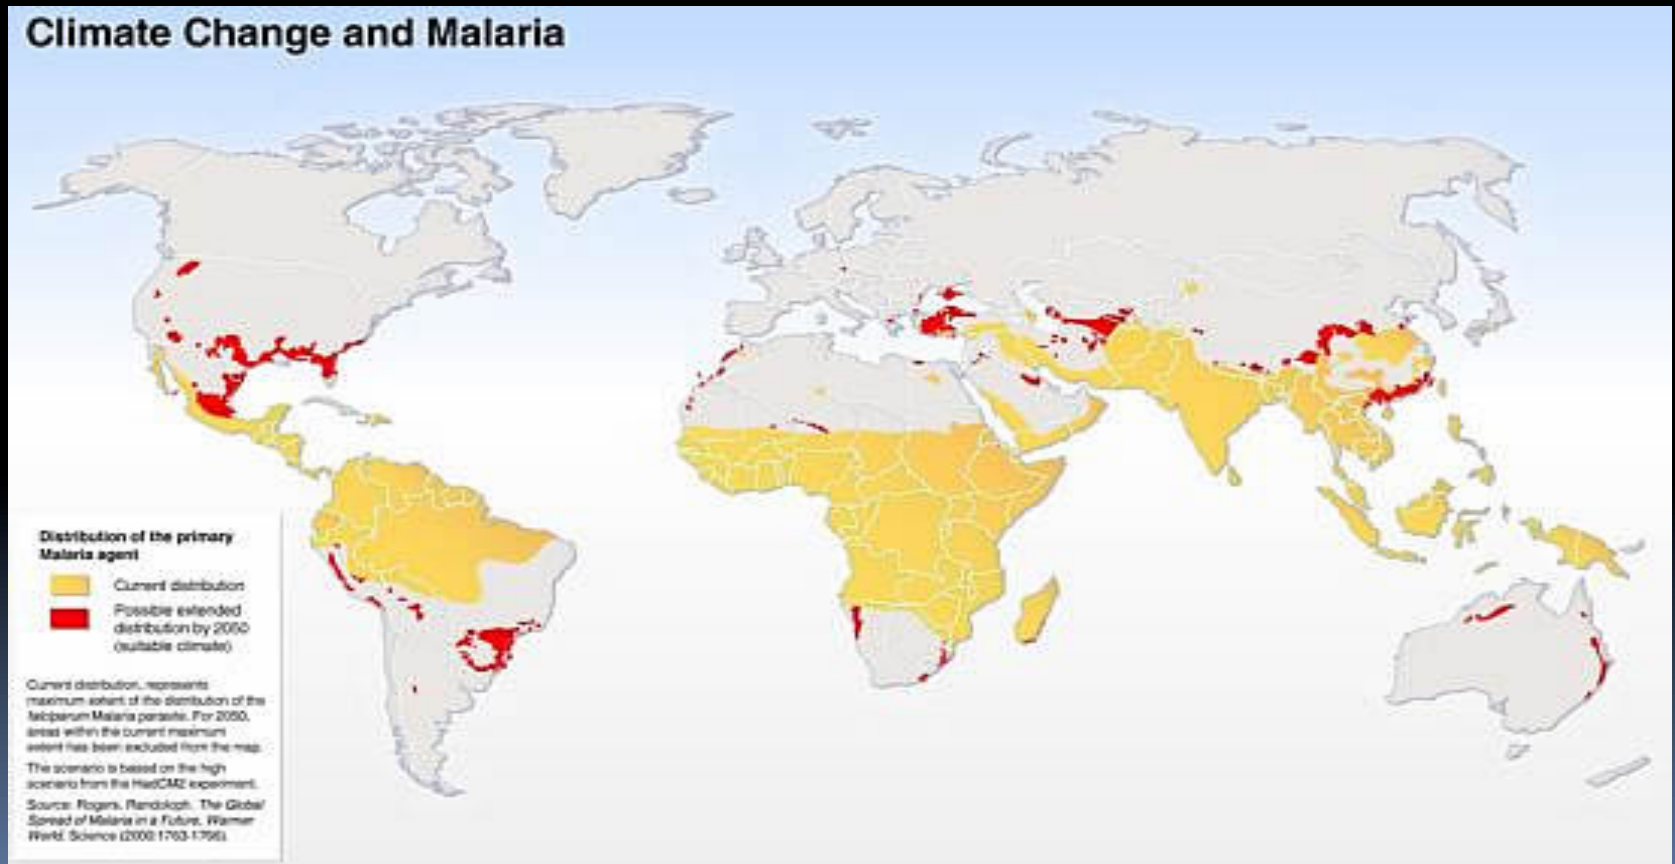 Climate Change and Malaria
Distribution of the primary
Malaria agent
Current distribution
Possible extended
distribution by 2050
(suitable climate)
Current distribution, represents
maximum extent of the distribution of the
falciparum Malaria parasite. For 2050,
areas within the current maximum
extent has been excluded from the map.
The scenario is based on the high
scenario from the HadCM2 experiment.
Source: Rogers, Randolph. The Global
Spread of Malaria in a Future, Warmer
World. Science (2000:1763-1766).